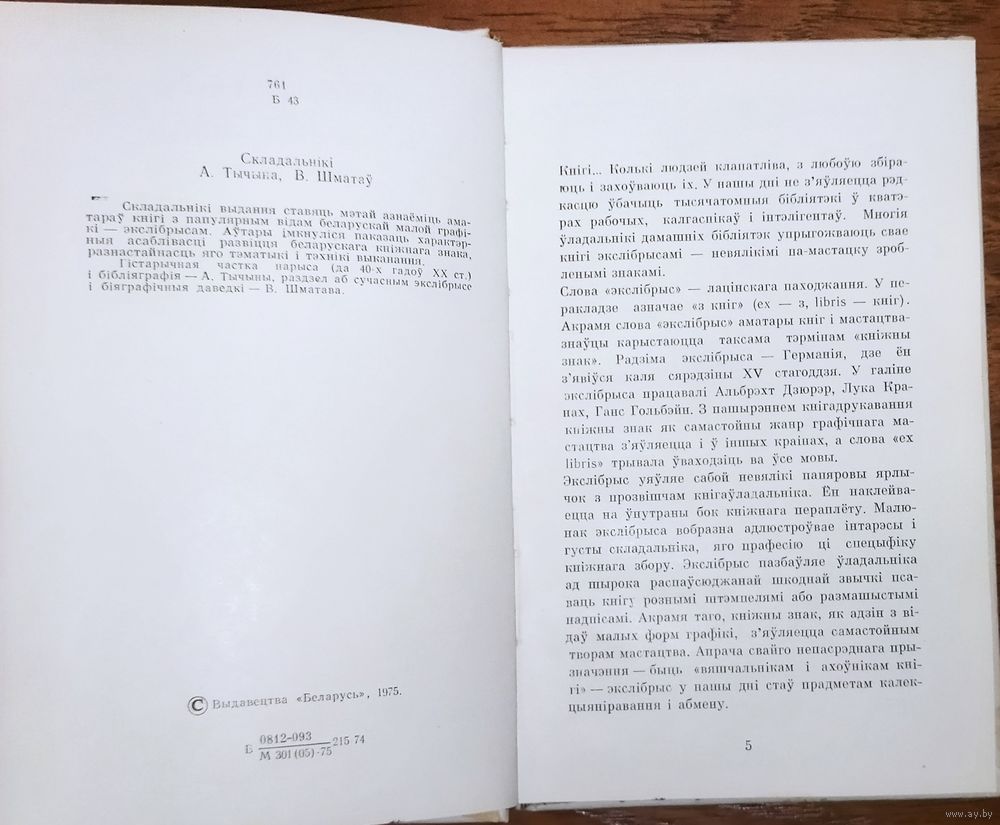 761
Б 43
Складальнікі
А. Тычына, В. Шматаў
Складальнікі выдання ставяць мэтай азнаёміць ама-
тараў кнігі з папулярным відам беларускай малой графі-
кі — экслібрысам. Аўтары імкнуліся паказаць характэр-
ныя асаблівасці развіцця беларускага кніжнага знака,
разнастайнасць яго тэматыкі і тэхнікі выканання.
Гістарычная частка нарыса (да 40-х гадоў XX ст.)
і бібліяграфія — А. Тычыны, раздзел аб сучасным экслібрысе
і біяграфічныя даведкі — В. Шматава.
© Выдавецтва «Беларусь», 1975.
Б 0812-093 215 74
М 301(05)-75
Кнігі... Колькі людзей клапатліва, з любоўю збіра-
юць і захоўваюць іх. У нашы дні не з'яўляецца рэд-
касцю ўбачыць тысячатомныя бібліятэкі ў кватэ-
рах рабочых, калгаснікаў і інтэлігентаў. Многія
ўладальнікі дамашніх бібліятэк упрыгожваюць свае
кнігі экслібрысамі — невялікімі па-мастацку зроб-
ленымі знакамі.
Слова «экслібрыс» — лацінскага паходжання. У пе-
ракладзе азначае «з кніг» (ex — з, libris — кніг).
Акрамя слова «экслібрыс» аматары кніг і мастацтва-
знаўцы карыстаюцца таксама тэрмінам «кніжны
знак». Радзіма экслібрыса — Германія, дзе ён
з'явіўся каля сярэдзіны XV стагоддзя. У галіне
экслібрыса працавалі Альбрэхт Дзюрэр, Лука Кра-
нах, Ганс Гольбэйн. З пашырэннем кнігадрукавання
кніжны знак як самастойны жанр графічнага ма-
стацтва з'яўляецца і ў іншых краінах, а слова «ex
libris» трывала ўваходзіць ва ўсе мовы.
Экслібрыс уяўляе сабой невялікі папяровы ярлы-
чок з прозвішчам кнігаўладальніка. Ён наклейва-
ецца на ўнутраны бок кніжнага пераплёту. Малю-
нак экслібрыса вобразна адлюстроўвае інтарэсы і
густы складальніка, яго прафесію ці спецыфіку
кніжнага збору. Экслібрыс пазбаўляе ўладальніка
ад шырока распаўсюджанай шкоднай звычкі пса-
ваць кнігу рознымі штэмпелямі або размашыстымі
надпісамі. Акрамя таго, кніжны знак, як адзін з ві-
даў малых форм графікі, з'яўляецца самастойным
творам мастацтва. Апрача свайго непасрэднага пры-
значэння — быць «вяшчальнікам і ахоўнікам кні-
гі» — экслібрыс у нашы дні стаў прадметам калек-
цыяніравання і абмену.
5
www.ay.by